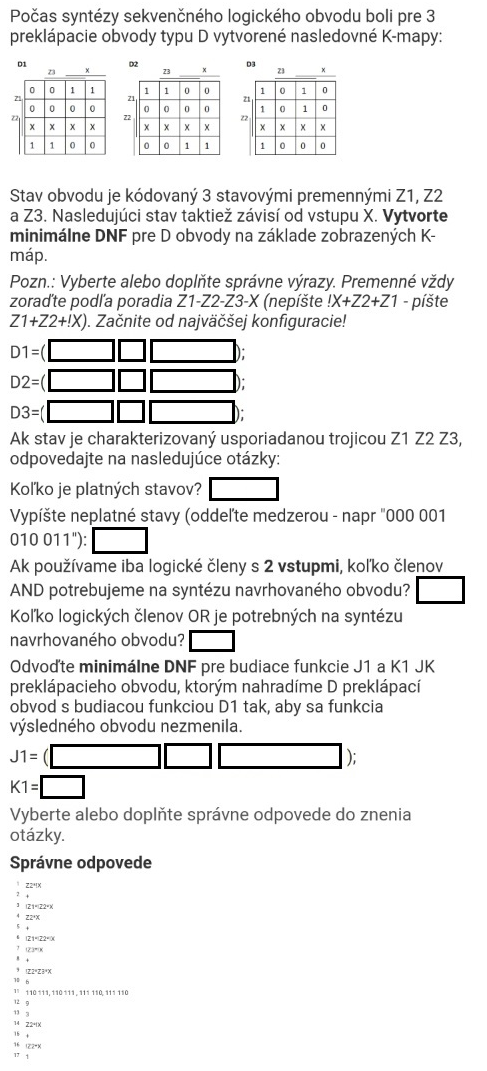 Počas syntézy sekvenčného logického obvodu boli pre 3
preklápacie obvody typu D vytvorené nasledovné K-mapy:
D1 D2 D3
Z3 X Z3 X Z3 X
0 0 1 1 1 1 0 0 1 0 1 0
Z1 Z1 Z1
0 0 0 0 0 0 0 0 1 0 1 0
Z2 Z2 Z2
X X X X X X X X X X X X
1 1 0 0 0 0 1 1 1 0 0 0
Stav obvodu je kódovaný 3 stavovými premennými Z1, Z2
a Z3. Nasledujúci stav taktiež závisí od vstupu X. Vytvorte
minimálne DNF pre D obvody na základe zobrazených K-
máp.
Pozn.: Vyberte alebo doplňte správne výrazy. Premenné vždy
zoraďte podľa poradia Z1-Z2-Z3-X (nepíšte !X+Z2+Z1 - píšte
Z1+Z2+!X). Začnite od najväčšej konfiguracie!
D1=( );
D2=( );
D3=( );
Ak stav je charakterizovaný usporiadanou trojicou Z1 Z2 Z3,
odpovedajte na nasledujúce otázky:
Koľko je platných stavov?
Vypíšte neplatné stavy (oddeľte medzerou - napr "000 001
010 011"):
Ak používame iba logické členy s 2 vstupmi, koľko členov
AND potrebujeme na syntézu navrhovaného obvodu?
Koľko logických členov OR je potrebných na syntézu
navrhovaného obvodu?
Odvoďte minimálne DNF pre budiace funkcie J1 a K1 JK
preklápacieho obvodu, ktorým nahradíme D preklápací
obvod s budiacou funkciou D1 tak, aby sa funkcia
výsledného obvodu nezmenila.
J1= ( );
K1=
Vyberte alebo doplňte správne odpovede do znenia
otázky.
Správne odpovede
1 Z2*!X
2 +
3 !Z1*!Z2*X
4 Z2*X
5 +
6 !Z1*!Z2*!X
7 !Z3*!X
8 +
9 !Z2*Z3*X
10 6
11 110 111, 110 111 , 111 110, 111 110
12 9
13 3
14 Z2*!X
15 +
16 !Z2*X
17 1